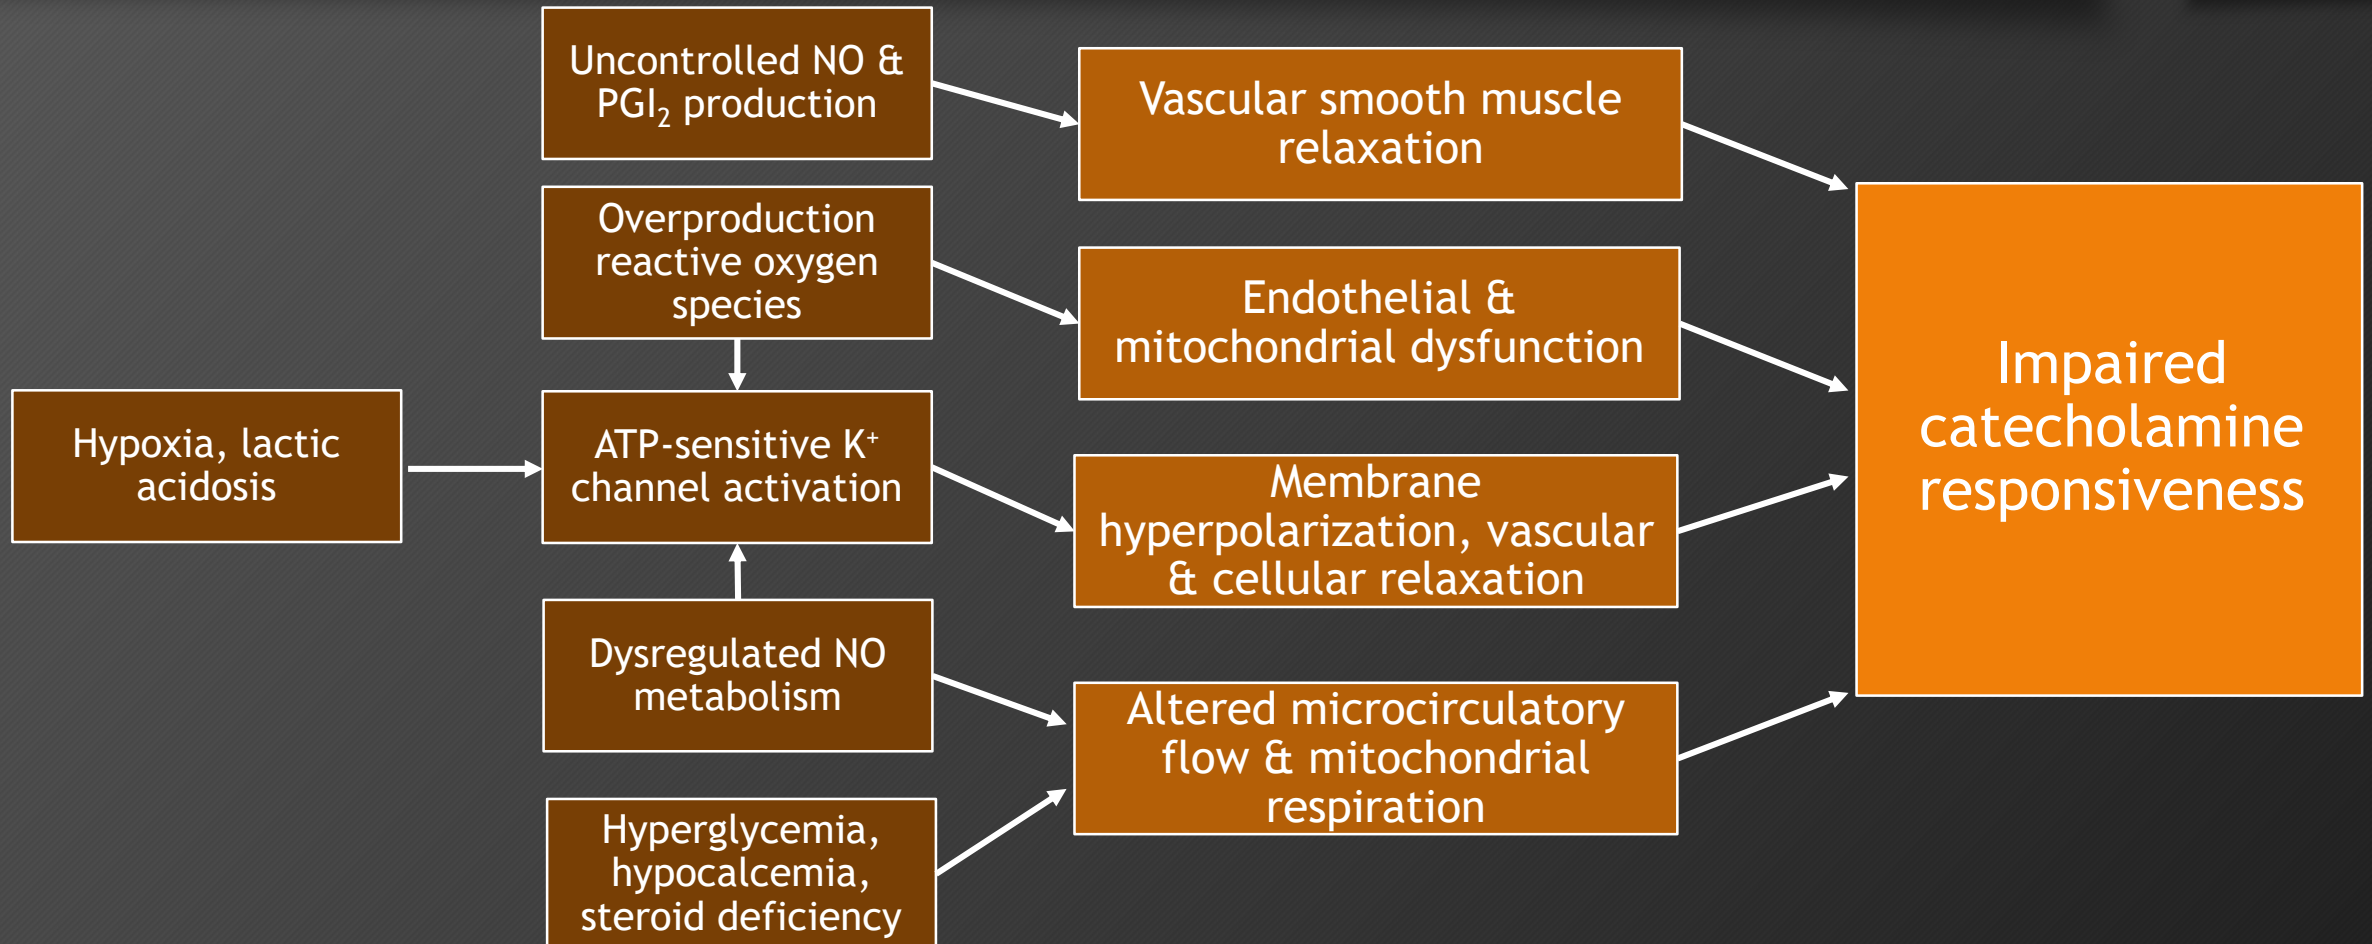 Uncontrolled NO &
PGI₂ production
Vascular smooth muscle
relaxation
Overproduction
reactive oxygen
species
Endothelial &
mitochondrial dysfunction
Impaired
catecholamine
responsiveness
Hypoxia, lactic
acidosis
ATP-sensitive K⁺
channel activation
Membrane
hyperpolarization, vascular
& cellular relaxation
Dysregulated NO
metabolism
Altered microcirculatory
flow & mitochondrial
respiration
Hyperglycemia,
hypocalcemia,
steroid deficiency